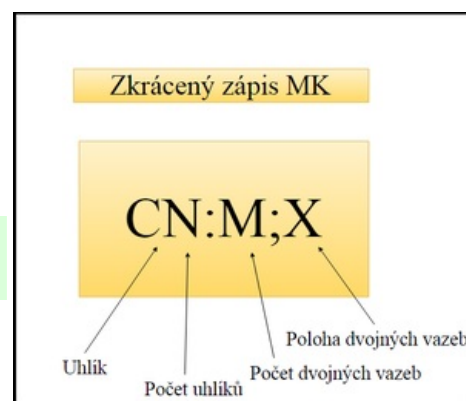 Zkrácený zápis MK
CN:M;X
Poloha dvojných vazeb
Uhlík
Počet dvojných vazeb
Počet uhlíků